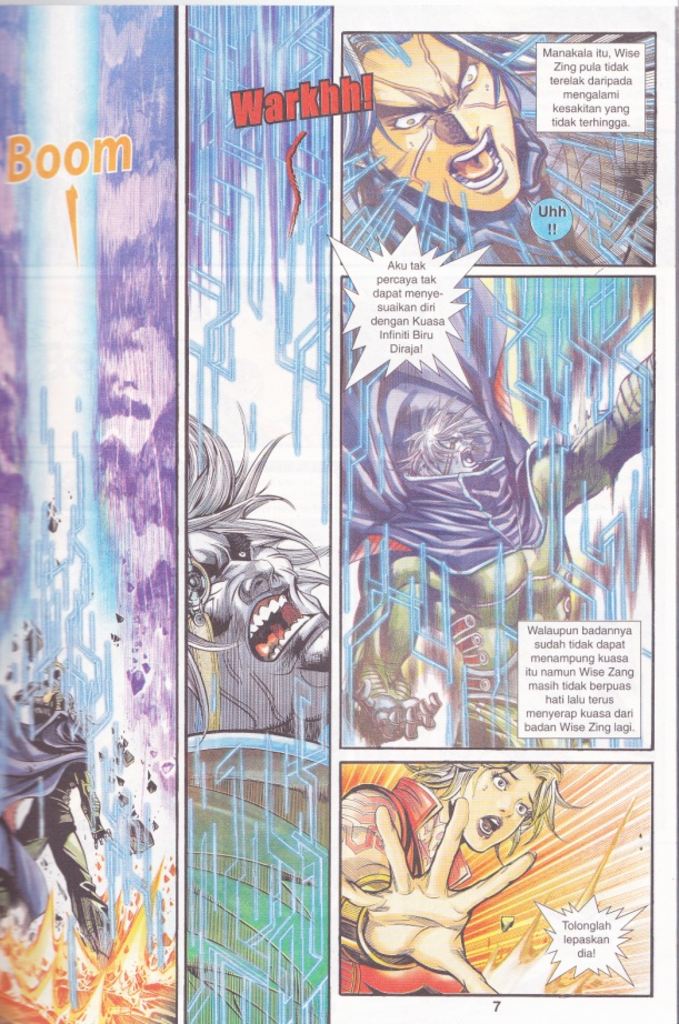 Boom
Warkhh!
Manakala itu, Wise
Zing pula tidak
terelak daripada
mengalami
kesakitan yang
tidak terhingga.
Uhh
!!
Aku tak
percaya tak
dapat menye-
suaikan diri
dengan Kuasa
Infiniti Biru
Diraja!
Walaupun badannya
sudah tidak dapat
menampung kuasa
itu namun Wise Zang
masih tidak berpuas
hati lalu terus
menyerap kuasa dari
badan Wise Zing lagi.
Tolonglah
lepaskan
dia!
7